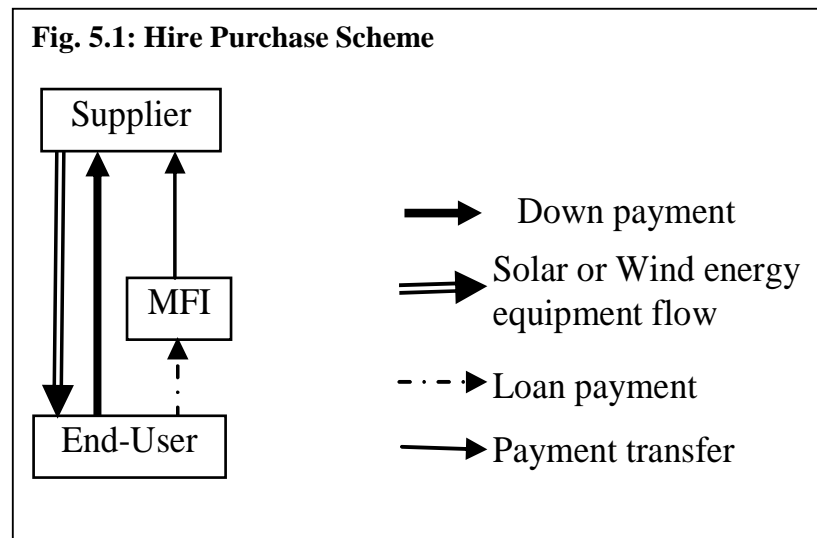 Fig. 5.1: Hire Purchase Scheme
Supplier
MFI
End-User
Down payment
Solar or Wind energy
equipment flow
Loan payment
Payment transfer